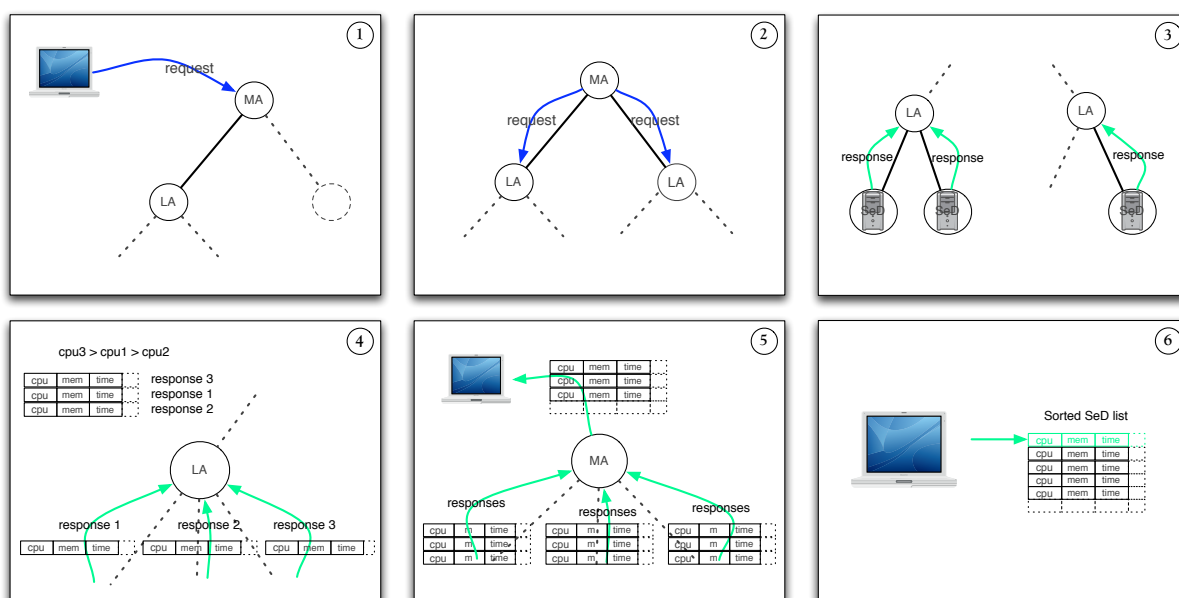 1
request
MA
LA
2
MA
request
request
LA
LA
3
LA
LA
response
response
response
SeD
SeD
SeD
4
cpu3 > cpu1 > cpu2
cpu mem time response 3
cpu mem time response 1
cpu mem time response 2
LA
response 1
response 2
response 3
cpu mem time
cpu mem time
cpu mem time
5
cpu mem time
cpu mem time
cpu mem time
MA
responses
responses
responses
cpu m time
cpu m time
cpu m time
cpu m time
cpu m time
cpu m time
cpu m time
cpu m time
cpu m time
6
Sorted SeD list
cpu mem time
cpu mem time
cpu mem time
cpu mem time
cpu mem time